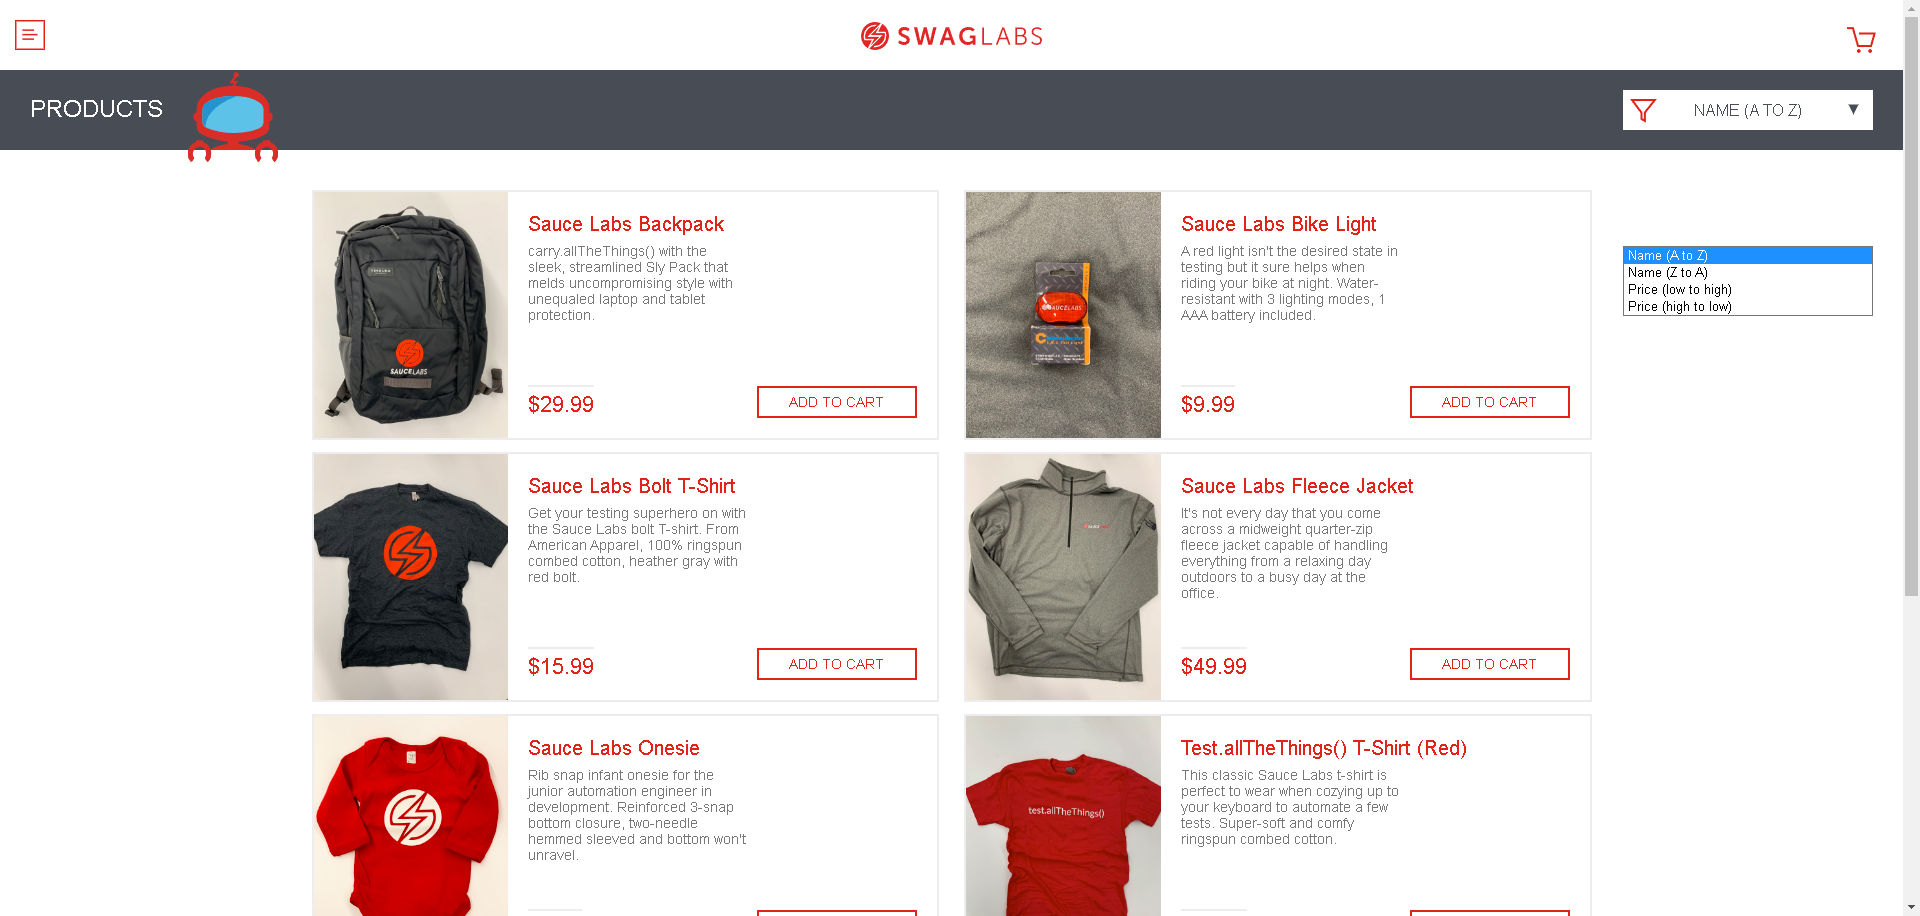 SWAGLABS
PRODUCTS
NAME (A TO Z)
Name (A to Z)
Name (Z to A)
Price (low to high)
Price (high to low)
Sauce Labs Backpack
carry.allTheThings() with the
sleek, streamlined Sly Pack that
melds uncompromising style with
unequaled laptop and tablet
protection.
$29.99
ADD TO CART
SAUCELABS
Sauce Labs Bike Light
A red light isn't the desired state in
testing but it sure helps when
riding your bike at night. Water-
resistant with 3 lighting modes, 1
AAA battery included.
$9.99
ADD TO CART
SAUCELABS
Sauce Labs Bolt T-Shirt
Get your testing superhero on with
the Sauce Labs bolt T-shirt. From
American Apparel, 100% ringspun
combed cotton, heather gray with
red bolt.
$15.99
ADD TO CART
Sauce Labs Fleece Jacket
It's not every day that you come
across a midweight quarter-zip
fleece jacket capable of handling
everything from a relaxing day
outdoors to a busy day at the
office.
$49.99
ADD TO CART
Sauce Labs Onesie
Rib snap infant onesie for the
junior automation engineer in
development. Reinforced 3-snap
bottom closure, two-needle
hemmed sleeved and bottom won't
unravel.
Test.allTheThings() T-Shirt (Red)
This classic Sauce Labs t-shirt is
perfect to wear when cozying up to
your keyboard to automate a few
tests. Super-soft and comfy
ringspun combed cotton.
test.allTheThings()